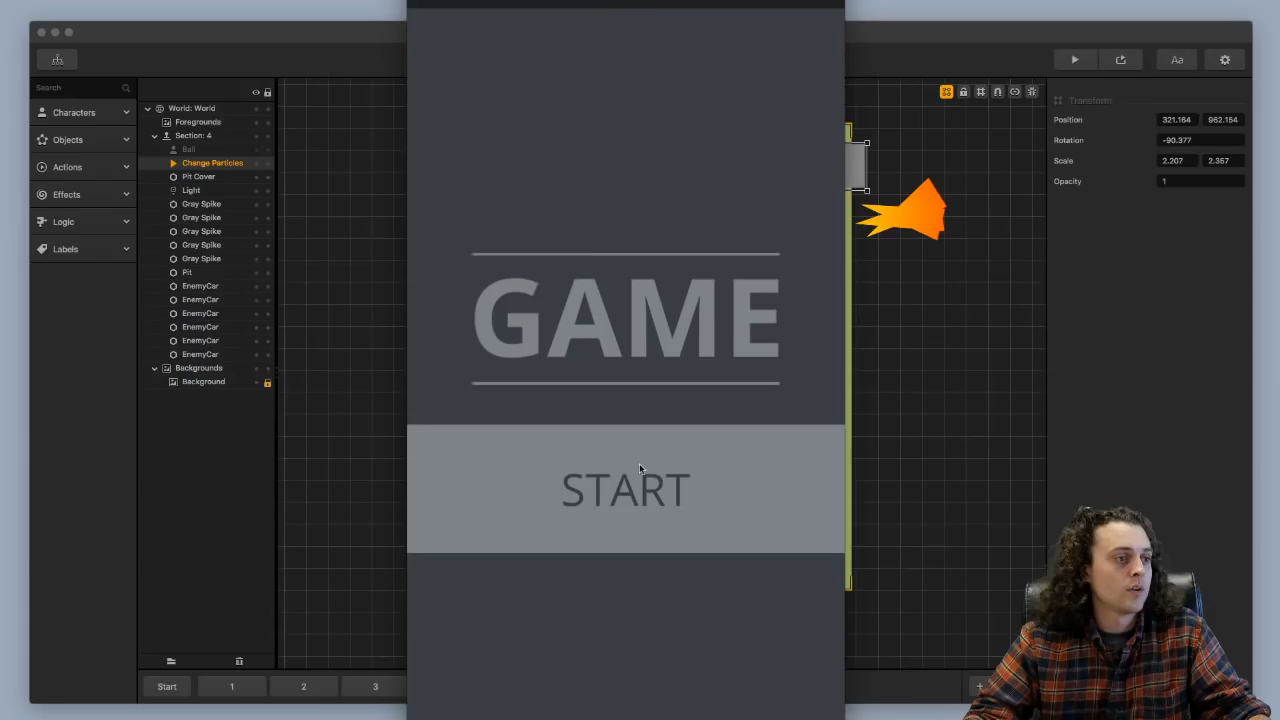 Aa
Search
Characters
Objects
Actions
Effects
Logic
Labels
World: World
Foregrounds
Section: 4
Ball
Change Particles
Pit Cover
Light
Gray Spike
Gray Spike
Gray Spike
Gray Spike
Gray Spike
Pit
EnemyCar
EnemyCar
EnemyCar
EnemyCar
EnemyCar
EnemyCar
Backgrounds
Background
GAME
START
Transform
Position 321.164 962.154
Rotation -90.377
Scale 2.207 2.357
Opacity 1
Start 1 2 3